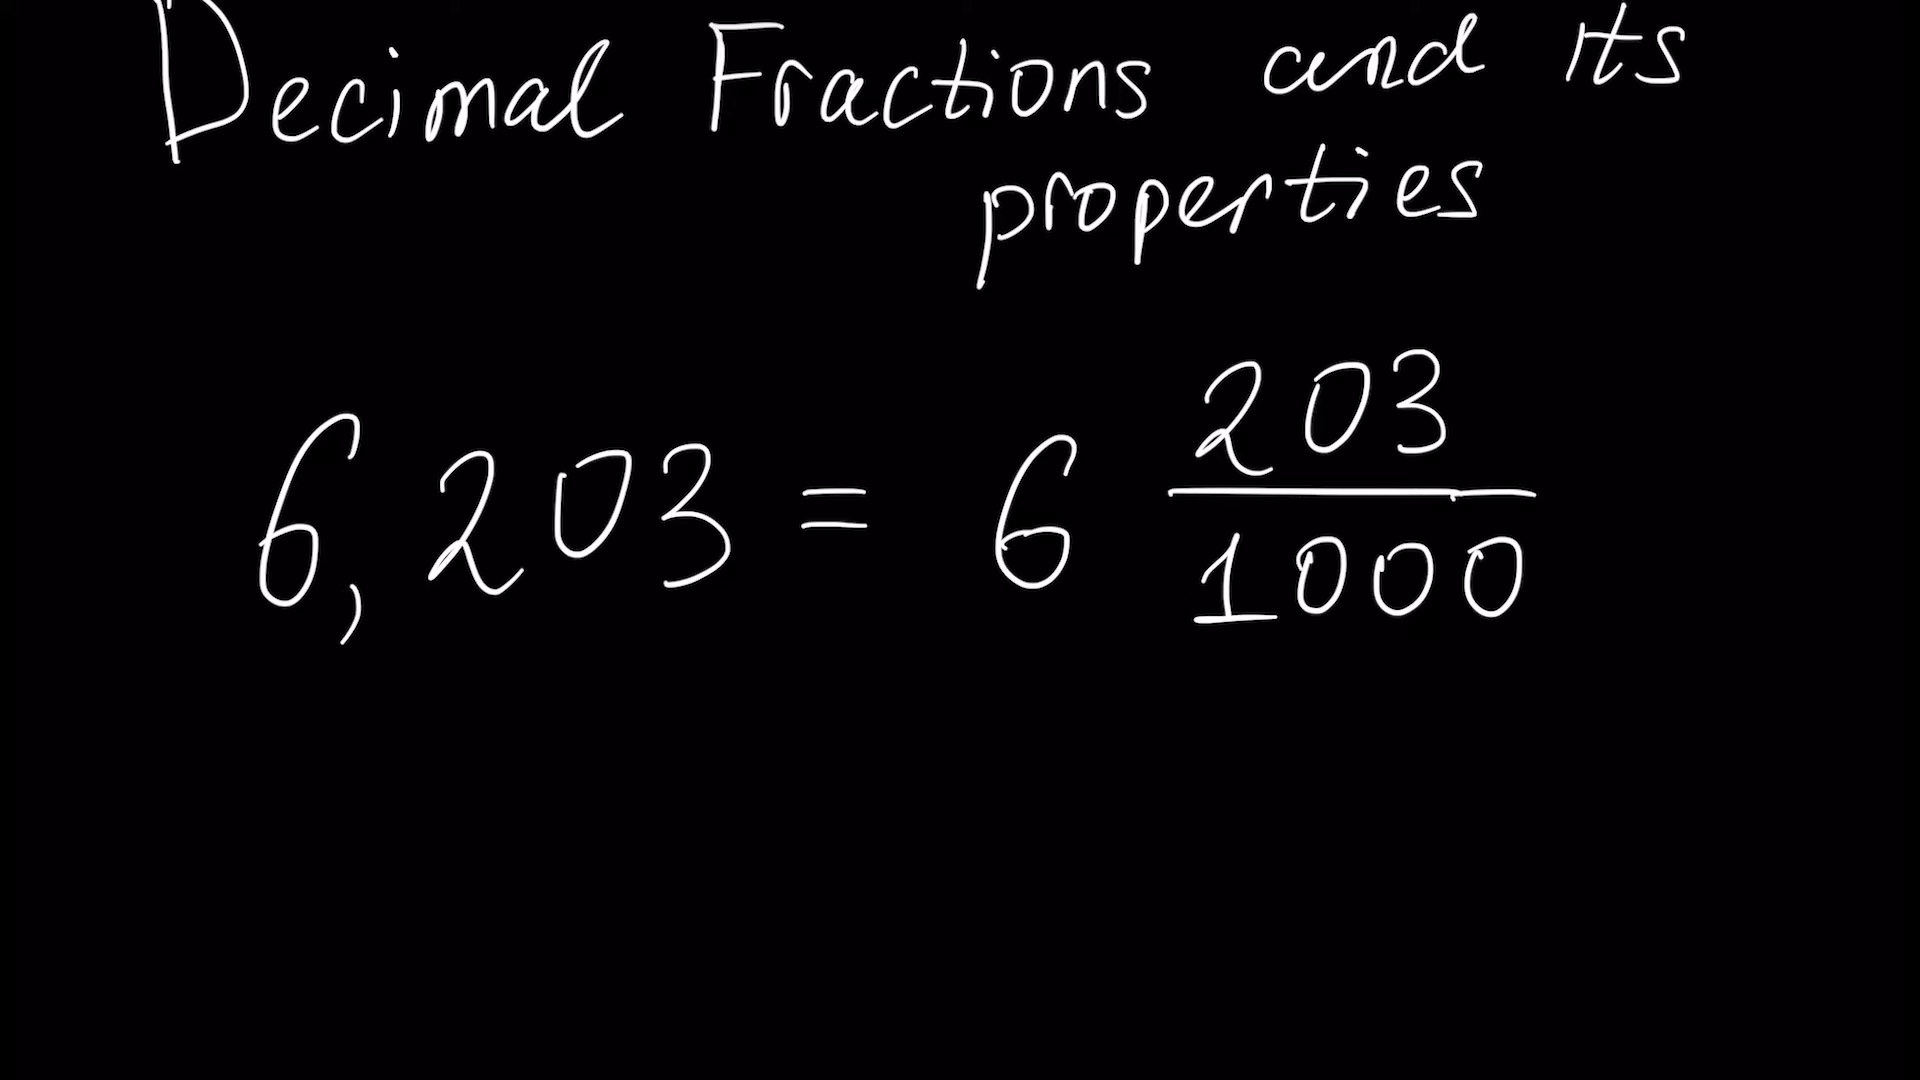 Decimal Fractions and its
properties
6,203 = 6 203/1000